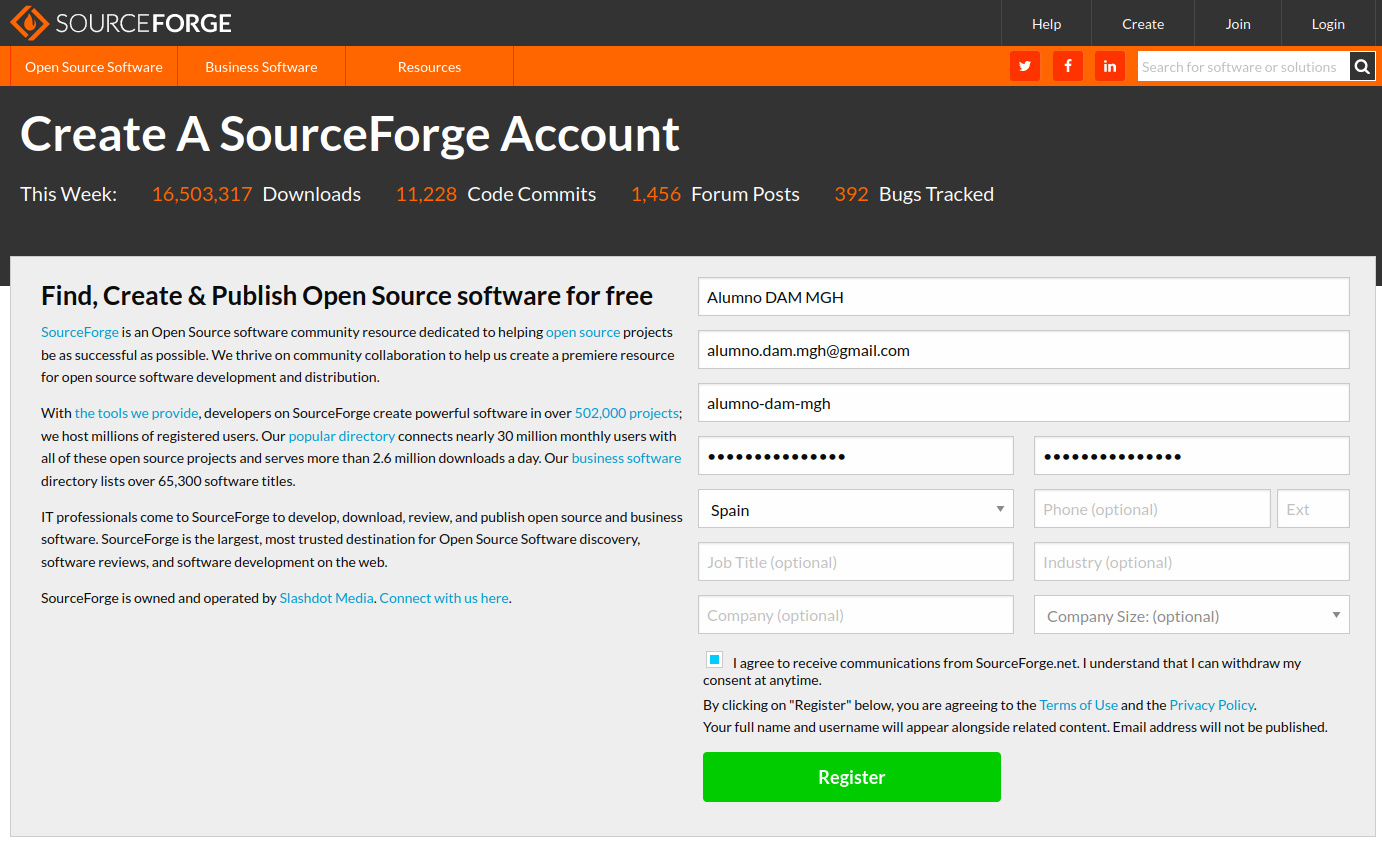 SOURCEFORGE
Help
Create
Join
Login
Open Source Software
Business Software
Resources
Search for software or solutions
Create A SourceForge Account
This Week: 16,503,317 Downloads 11,228 Code Commits 1,456 Forum Posts 392 Bugs Tracked
Find, Create & Publish Open Source software for free
SourceForge is an Open Source software community resource dedicated to helping open source projects
be as successful as possible. We thrive on community collaboration to help us create a premiere resource
for open source software development and distribution.
With the tools we provide, developers on SourceForge create powerful software in over 502,000 projects;
we host millions of registered users. Our popular directory connects nearly 30 million monthly users with
all of these open source projects and serves more than 2.6 million downloads a day. Our business software
directory lists over 65,300 software titles.
IT professionals come to SourceForge to develop, download, review, and publish open source and business
software. SourceForge is the largest, most trusted destination for Open Source Software discovery,
software reviews, and software development on the web.
SourceForge is owned and operated by Slashdot Media. Connect with us here.
Alumno DAM MGH
alumno.dam.mgh@gmail.com
alumno-dam-mgh
••••••••••••••• •••••••••••••••
Spain
Phone (optional)
Ext
Job Title (optional)
Industry (optional)
Company (optional)
Company Size: (optional)
I agree to receive communications from SourceForge.net. I understand that I can withdraw my
consent at anytime.
By clicking on "Register" below, you are agreeing to the Terms of Use and the Privacy Policy.
Your full name and username will appear alongside related content. Email address will not be published.
Register